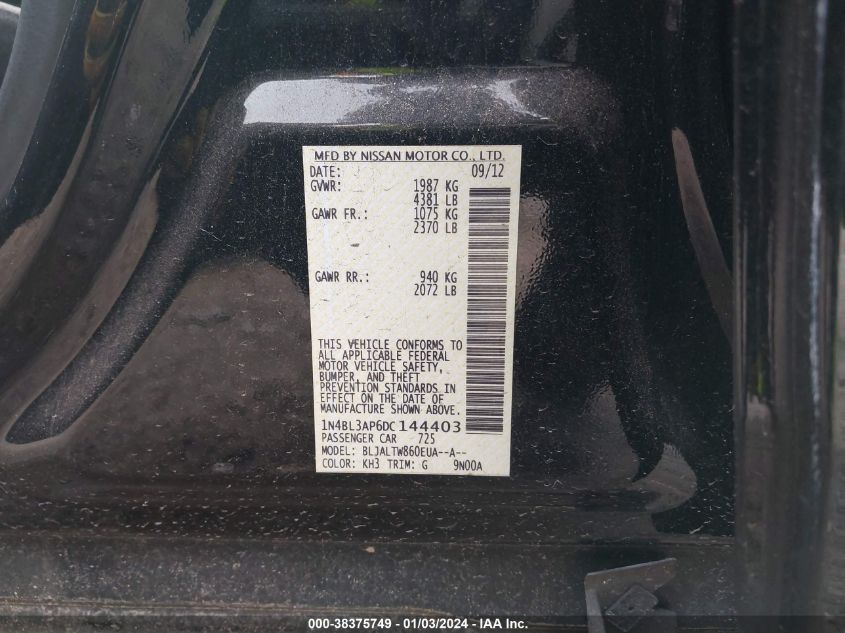 MFD BY NISSAN MOTOR CO., LTD.
DATE: 09/12
GVWR: 1987 KG
4381 LB
GAWR FR.: 1075 KG
2370 LB
GAWR RR.: 940 KG
2072 LB
THIS VEHICLE CONFORMS TO
ALL APPLICABLE FEDERAL
MOTOR VEHICLE SAFETY,
BUMPER, AND THEFT
PREVENTION STANDARDS IN
EFFECT ON THE DATE OF
MANUFACTURE SHOWN ABOVE.
1N4BL3AP6DC144403
PASSENGER CAR 725
MODEL: BLJALTW860EUA--A--
COLOR: KH3 TRIM: G 9N00A
000-38375749 - 01/03/2024 - IAA Inc.